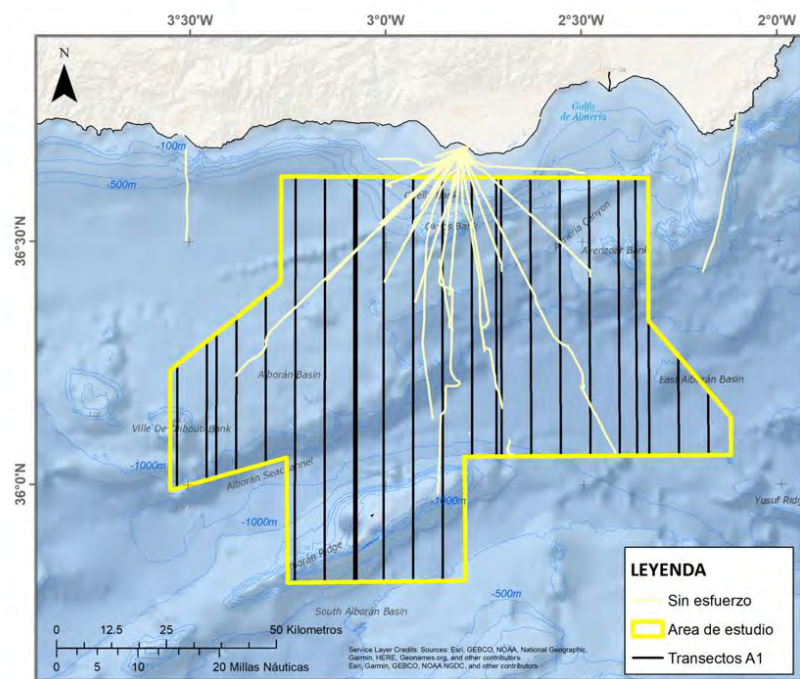 3°30'W
3°0'W
2°30'W
2°0'W
N
Golfo
de Almería
-100m
-500m
36°30'N
Almería Canyon
Avenzoar Bank
Alborán Basin
East Alborán Basin
Ville De Djibouti Bank
-1000m
Alborán Seachannel
36°0'N
-1000m
-1000m
Yusuf Ridge
Alborán Ridge
-500m
South Alborán Basin
LEYENDA
Sin esfuerzo
Area de estudio
Transectos A1
0 12.5 25 50 Kilometros
0 5 10 20 Millas Náuticas
Service Layer Credits: Sources: Esri, GEBCO, NOAA, National Geographic,
Garmin, HERE, Geonames.org, and other contributors
Esri, Garmin, GEBCO, NOAA NGDC, and other contributors